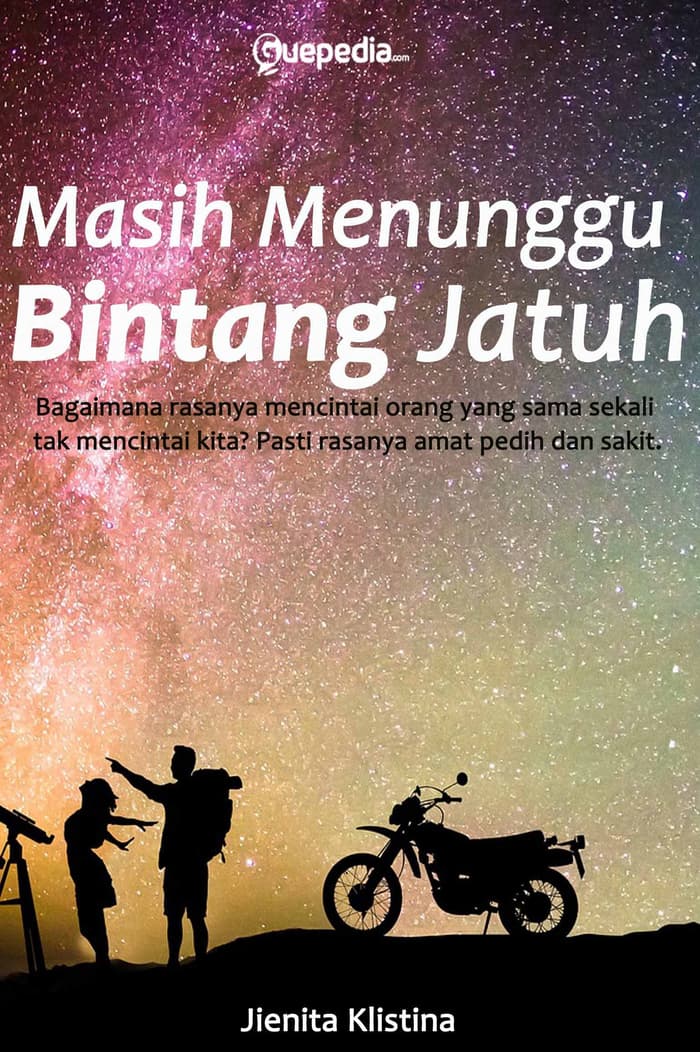 Guepedia.com
Masih Menunggu
Bintang Jatuh
Bagaimana rasanya mencintai orang yang sama sekali
tak mencintai kita? Pasti rasanya amat pedih dan sakit.
Jienita Klistina